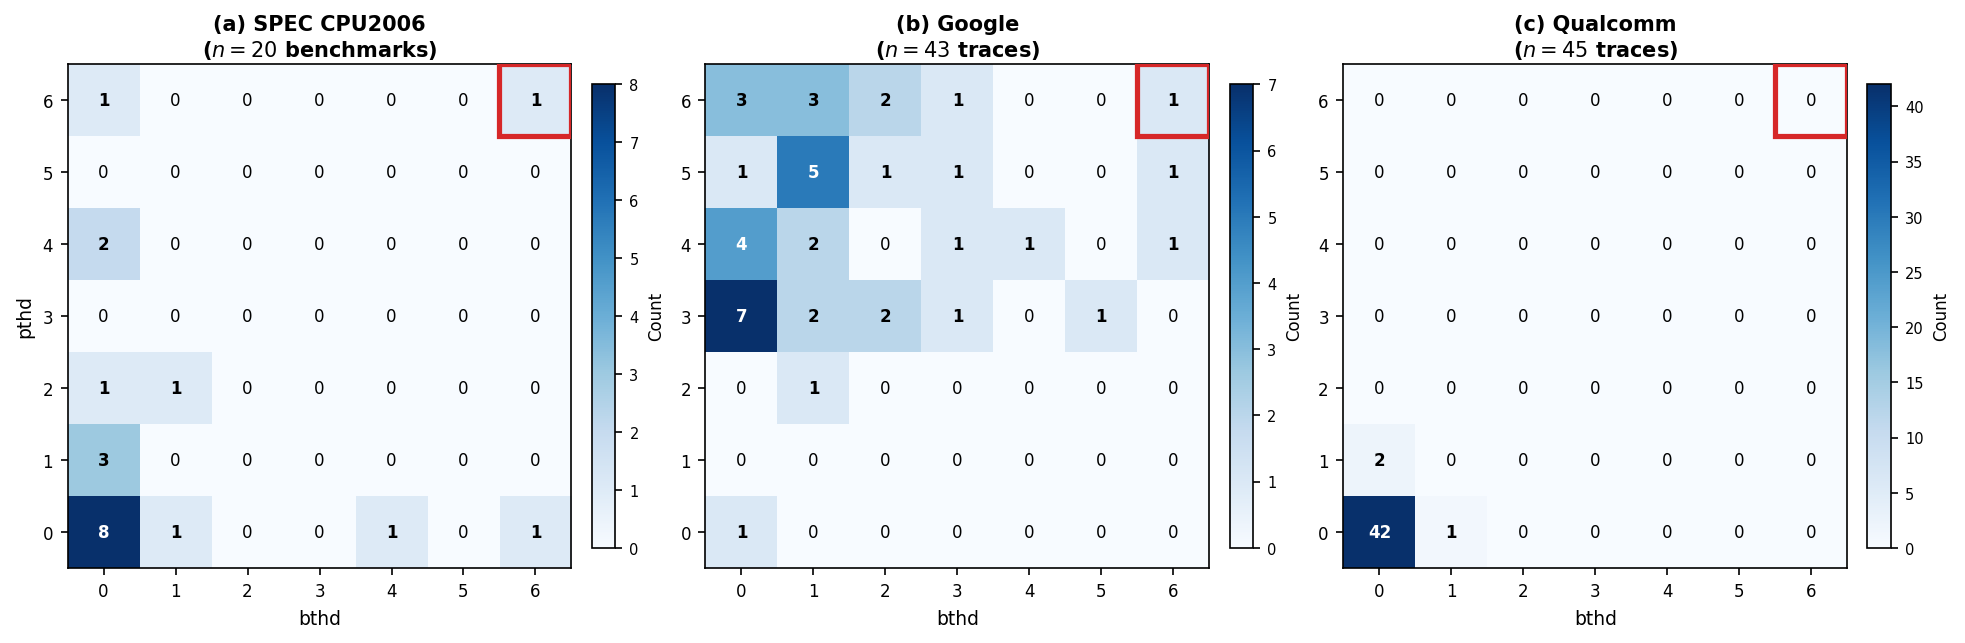 (a) SPEC CPU2006
(n = 20 benchmarks)
pthd
6 1 0 0 0 0 0 1
5 0 0 0 0 0 0 0
4 2 0 0 0 0 0 0
3 0 0 0 0 0 0 0
2 1 1 0 0 0 0 0
1 3 0 0 0 0 0 0
0 8 1 0 0 1 0 1
0 1 2 3 4 5 6
bthd
8
7
6
5
4
3
2
1
0
Count
(b) Google
(n = 43 traces)
3 3 2 1 0 0 1
1 5 1 1 0 0 1
4 2 0 1 1 0 1
7 2 2 1 0 1 0
0 1 0 0 0 0 0
0 0 0 0 0 0 0
1 0 0 0 0 0 0
6
5
4
3
2
1
0
0 1 2 3 4 5 6
bthd
7
6
5
4
3
2
1
0
Count
(c) Qualcomm
(n = 45 traces)
6 0 0 0 0 0 0 0
5 0 0 0 0 0 0 0
4 0 0 0 0 0 0 0
3 0 0 0 0 0 0 0
2 0 0 0 0 0 0 0
1 2 0 0 0 0 0 0
0 42 1 0 0 0 0 0
0 1 2 3 4 5 6
bthd
40
35
30
25
20
15
10
5
0
Count